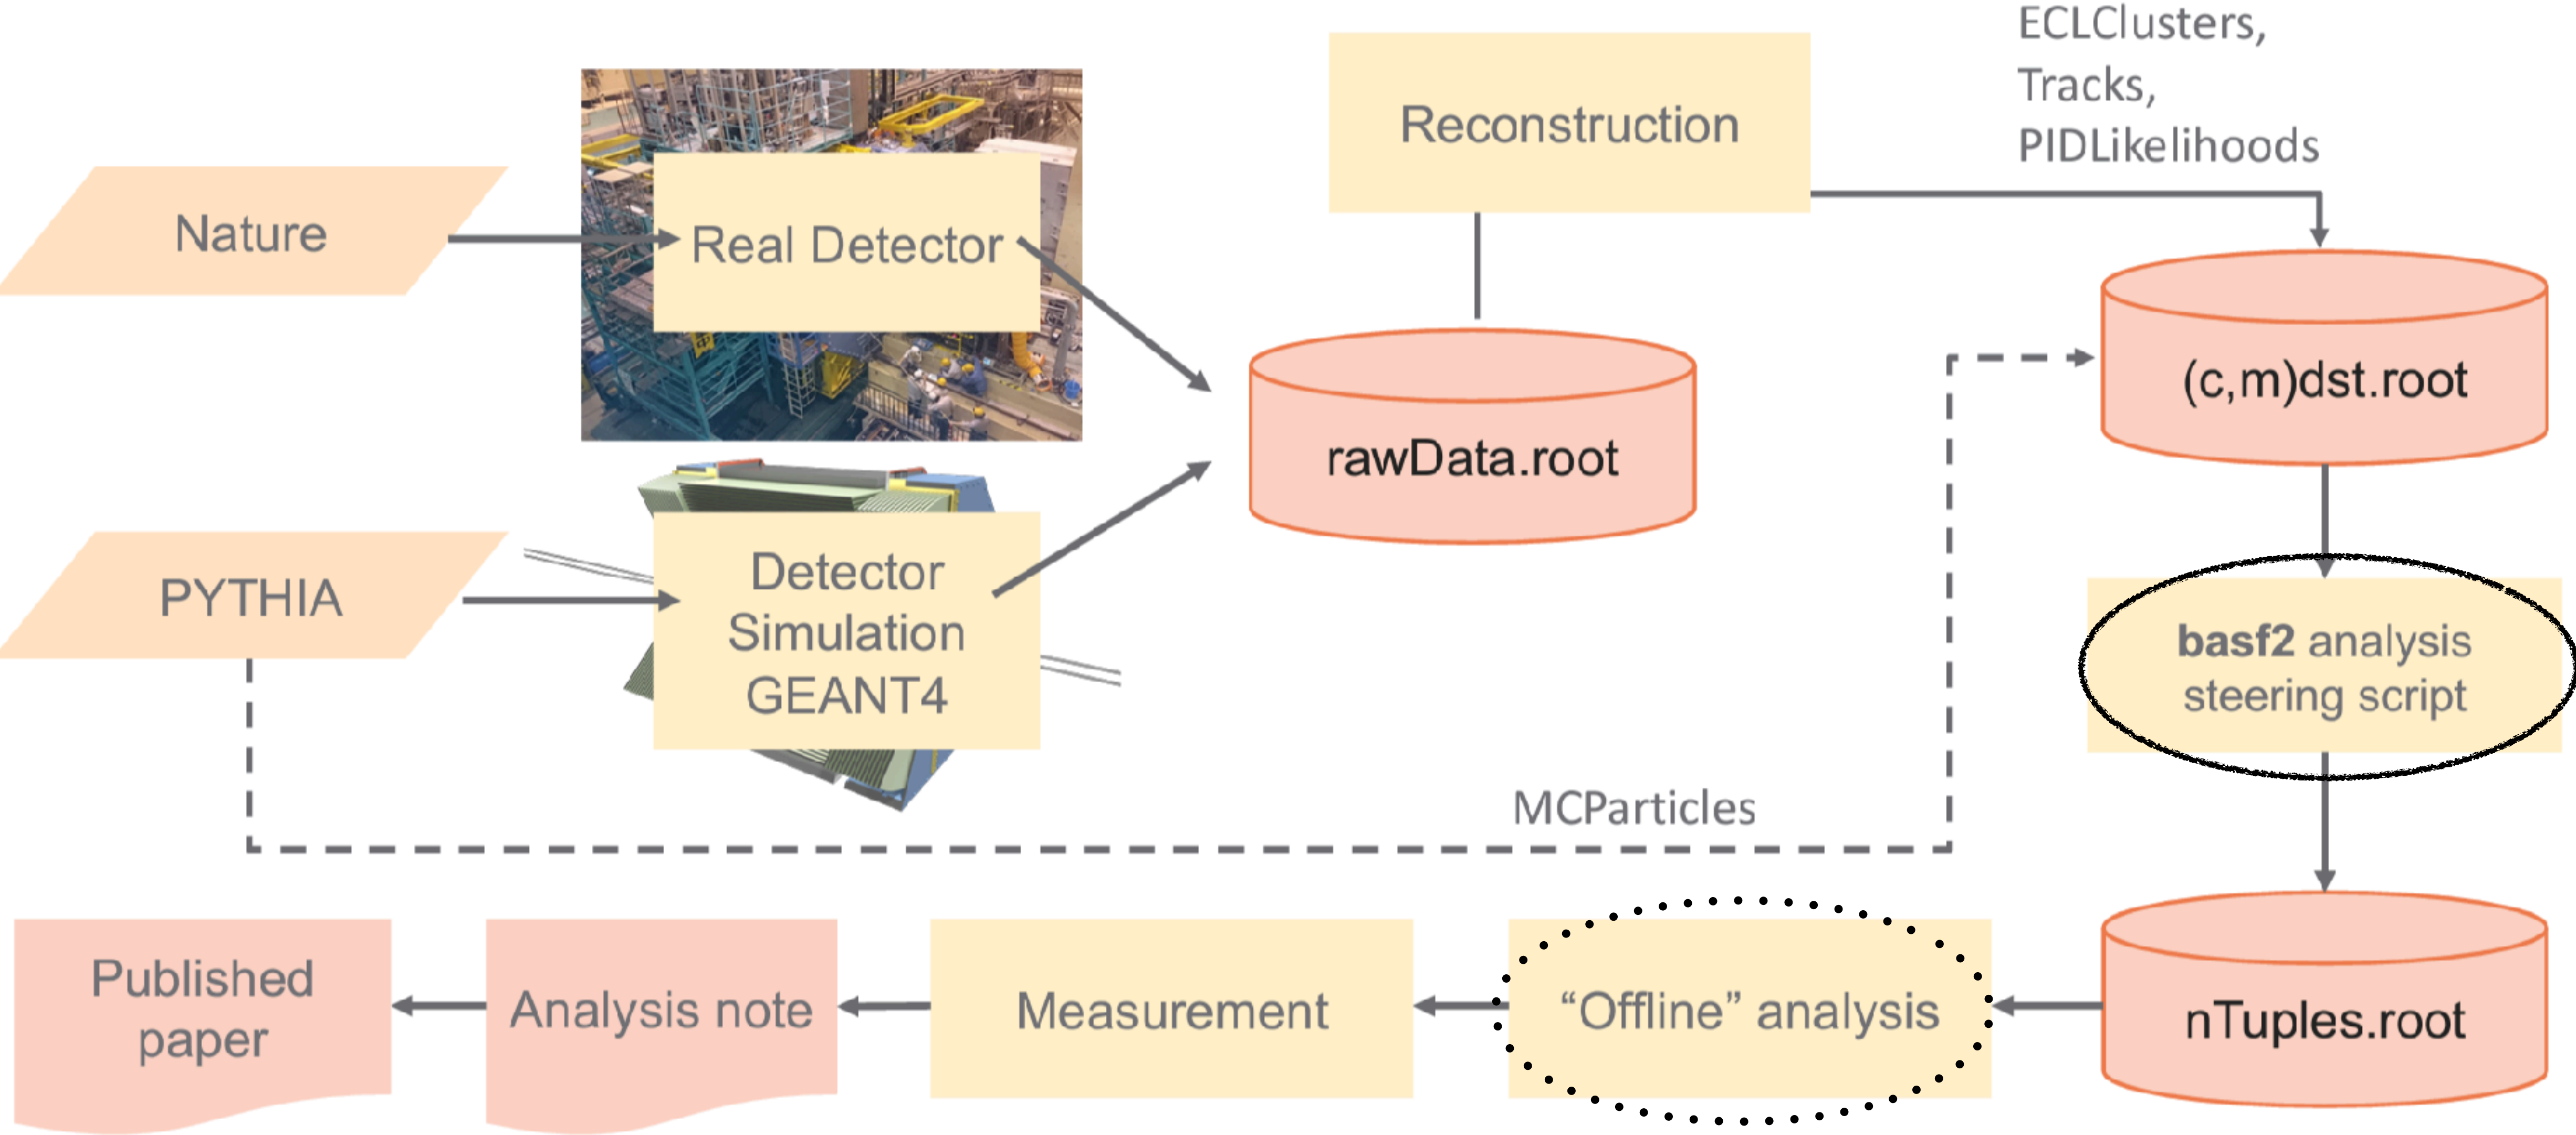 ECLClusters,
Tracks,
PIDLikelihoods
Reconstruction
Nature
Real Detector
(c,m)dst.root
rawData.root
PYTHIA
Detector
Simulation
GEANT4
basf2 analysis
steering script
MCParticles
Published
paper
Analysis note
Measurement
“Offline” analysis
nTuples.root